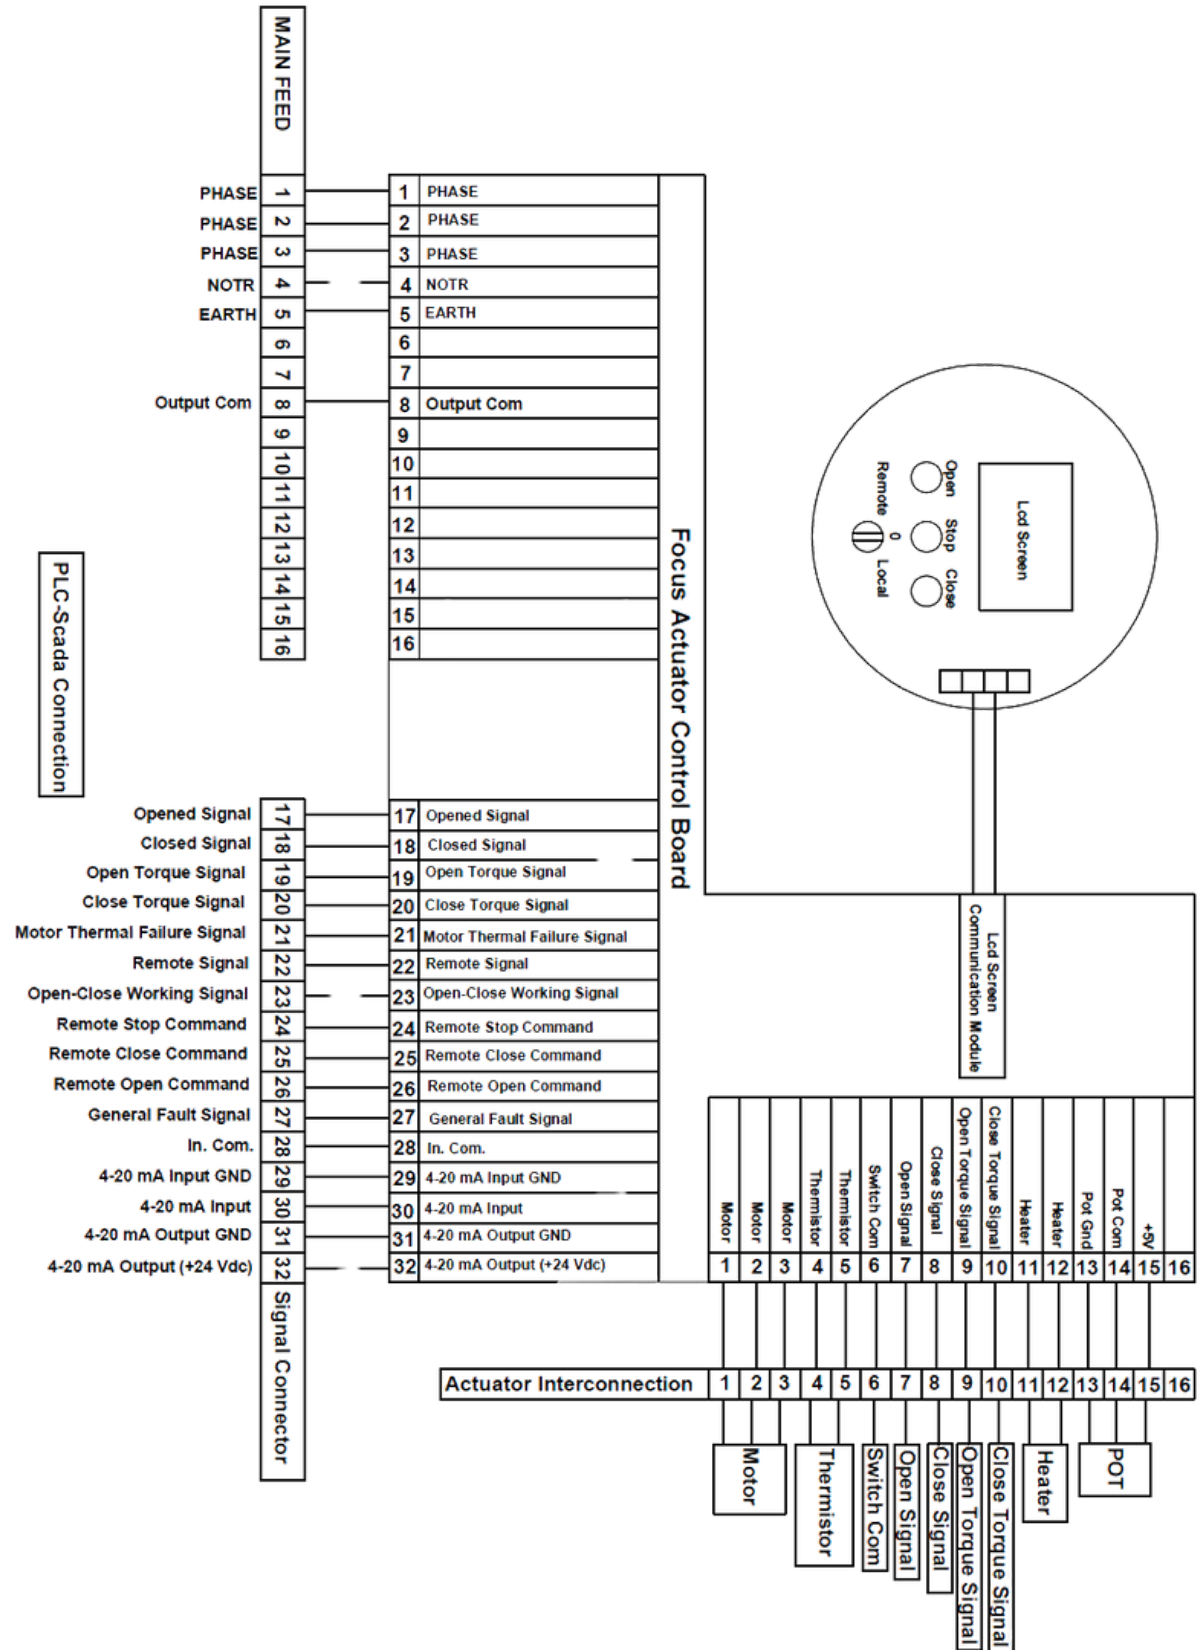 MAIN FEED
PHASE 1 1 PHASE
PHASE 2 2 PHASE
PHASE 3 3 PHASE
NOTR 4 4 NOTR
EARTH 5 5 EARTH
6 6
7 7
Output Com 8 8 Output Com
9 9
10 10
11 11
12 12
13 13
14 14
15 15
16 16
PLC-Scada Connection
Focus Actuator Control Board
Lcd Screen
Open
Stop
Close
Remote
0
Local
Opened Signal 17 17 Opened Signal
Closed Signal 18 18 Closed Signal
Open Torque Signal 19 19 Open Torque Signal
Close Torque Signal 20 20 Close Torque Signal
Motor Thermal Failure Signal 21 21 Motor Thermal Failure Signal
Remote Signal 22 22 Remote Signal
Open-Close Working Signal 23 23 Open-Close Working Signal
Remote Stop Command 24 24 Remote Stop Command
Remote Close Command 25 25 Remote Close Command
Remote Open Command 26 26 Remote Open Command
General Fault Signal 27 27 General Fault Signal
In. Com. 28 28 In. Com.
4-20 mA Input GND 29 29 4-20 mA Input GND
4-20 mA Input 30 30 4-20 mA Input
4-20 mA Output GND 31 31 4-20 mA Output GND
4-20 mA Output (+24 Vdc) 32 32 4-20 mA Output (+24 Vdc)
Signal Connector
Lcd Screen
Communication Module
Motor
Motor
Motor
Thermistor
Thermistor
Switch Com
Open Signal
Close Signal
Open Torque Signal
Close Torque Signal
Heater
Heater
Pot Gnd
Pot Com
+5V
1 2 3 4 5 6 7 8 9 10 11 12 13 14 15 16
Actuator Interconnection 1 2 3 4 5 6 7 8 9 10 11 12 13 14 15 16
Motor
Thermistor
Switch Com
Open Signal
Close Signal
Open Torque Signal
Close Torque Signal
Heater
POT